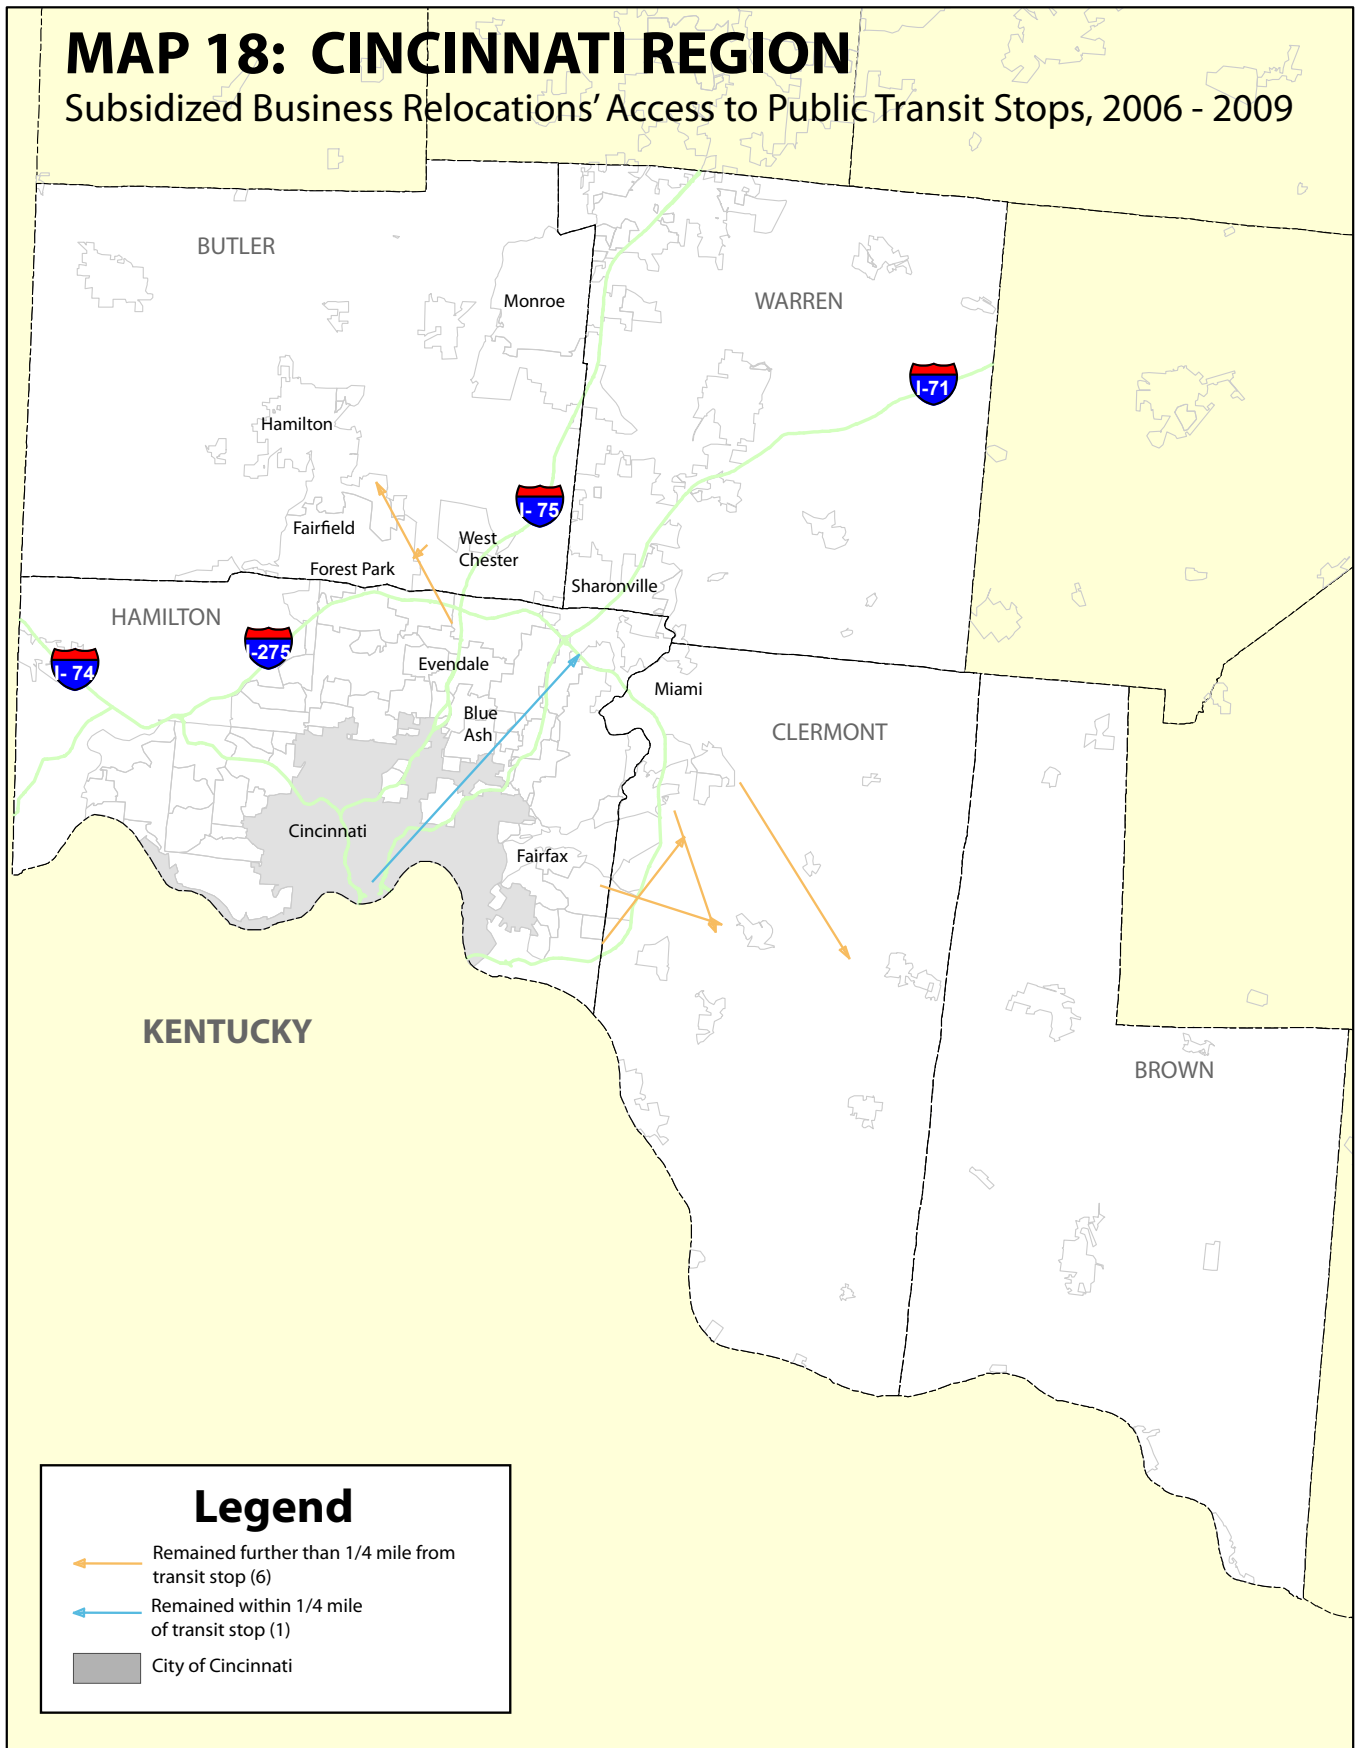 MAP 18: CINCINNATI REGION
Subsidized Business Relocations' Access to Public Transit Stops, 2006 - 2009
BUTLER
Monroe
WARREN
I-71
Hamilton
I- 75
Fairfield
West
Chester
Forest Park
Sharonville
HAMILTON
I-275
I- 74
Evendale
Miami
Blue
Ash
CLERMONT
Cincinnati
Fairfax
KENTUCKY
BROWN
Legend
Remained further than 1/4 mile from
transit stop (6)
Remained within 1/4 mile
of transit stop (1)
City of Cincinnati